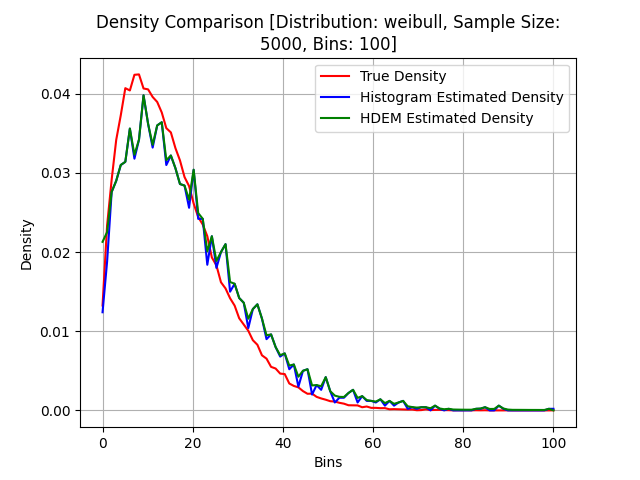 Density Comparison [Distribution: weibull, Sample Size:
5000, Bins: 100]
True Density
Histogram Estimated Density
HDEM Estimated Density
Density
0.04
0.03
0.02
0.01
0.00
0 20 40 60 80 100
Bins